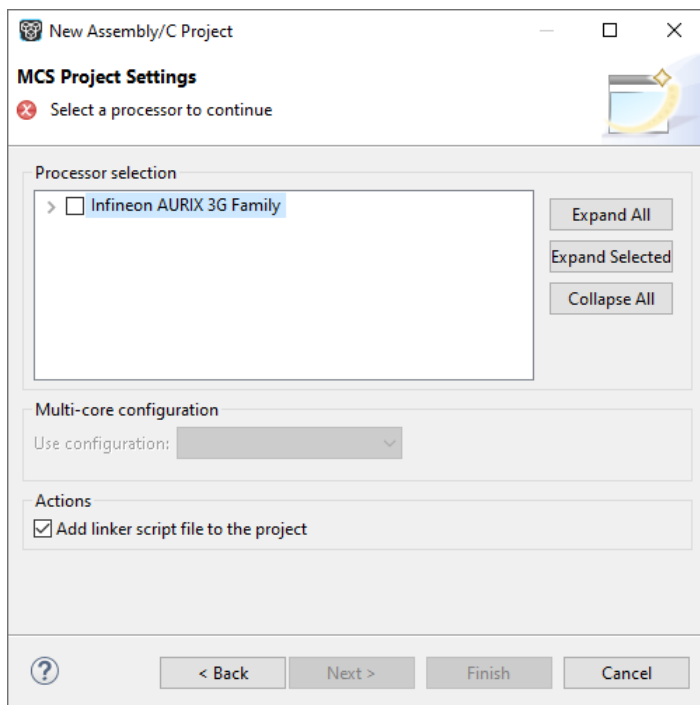 New Assembly/C Project
MCS Project Settings
Select a processor to continue
Processor selection
Infineon AURIX 3G Family
Expand All
Expand Selected
Collapse All
Multi-core configuration
Use configuration:
Actions
Add linker script file to the project
?
< Back
Next >
Finish
Cancel